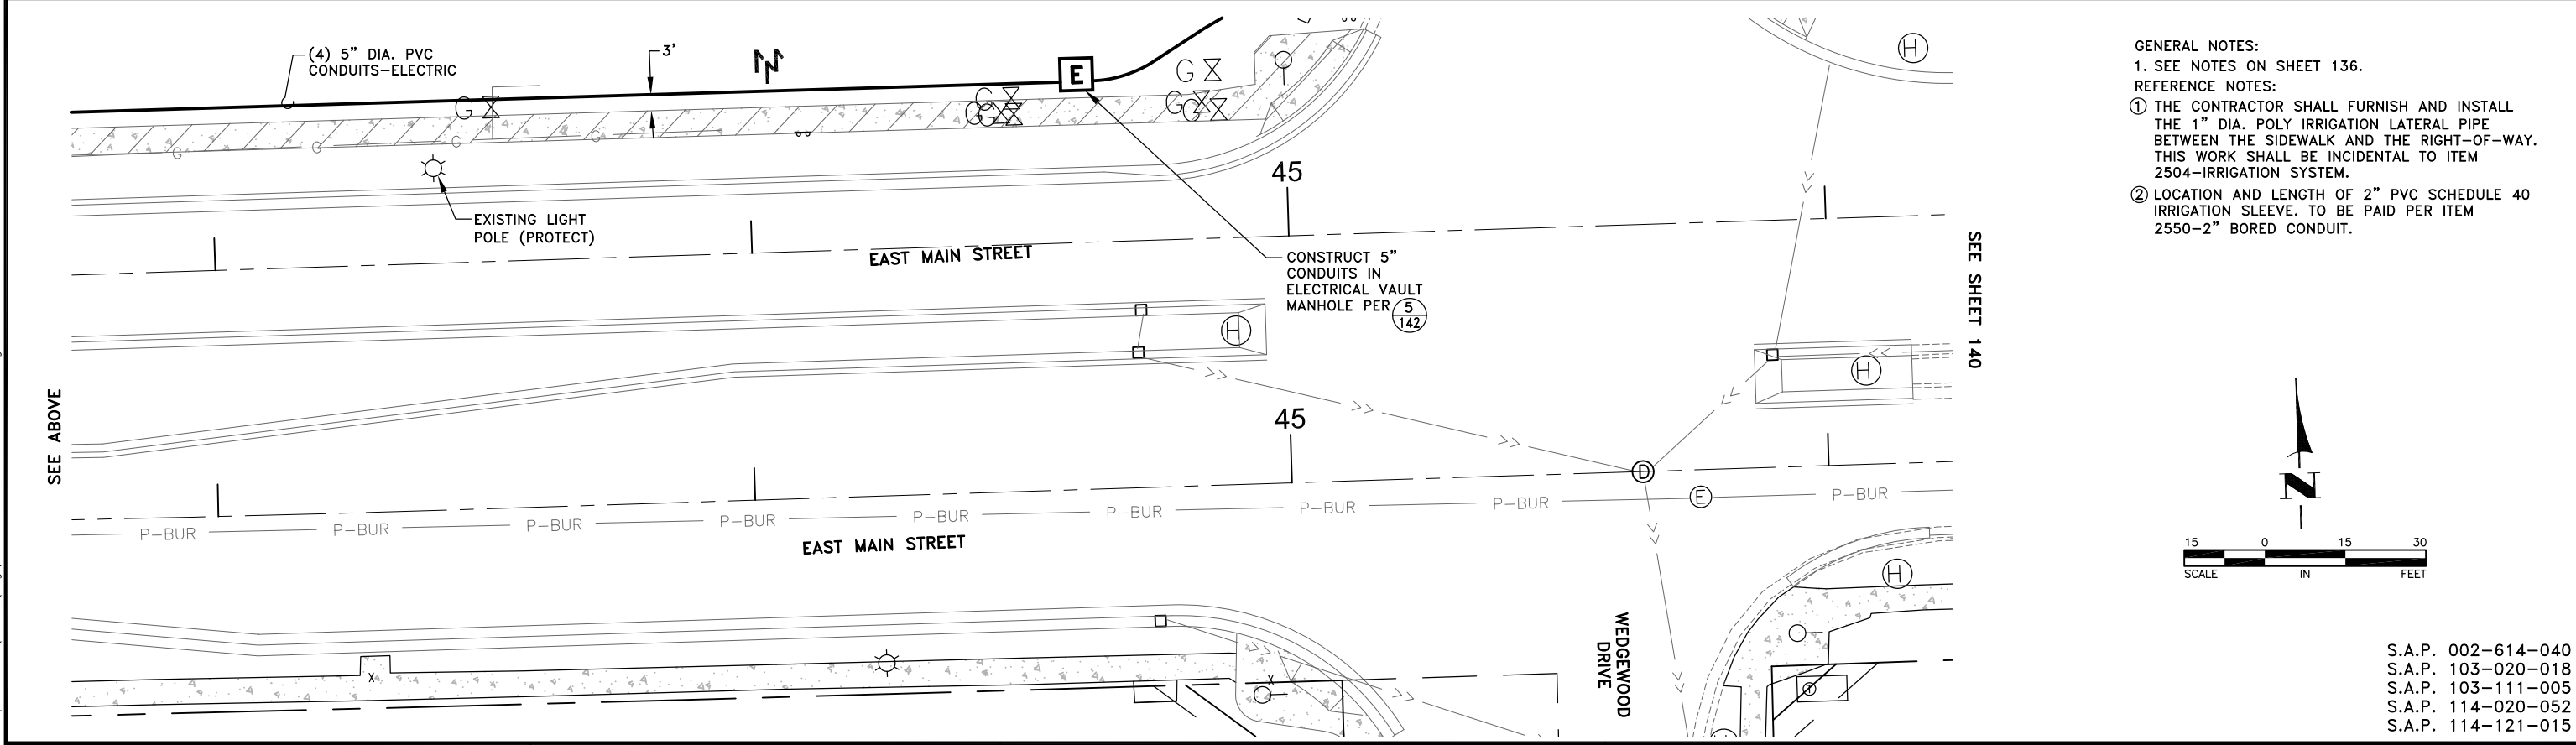 (4) 5" DIA. PVC
CONDUITS-ELECTRIC
3'
E
G
G
G
G
G
G
G
G
G
G
G
H
45
EXISTING LIGHT
POLE (PROTECT)
EAST MAIN STREET
CONSTRUCT 5"
CONDUITS IN
ELECTRICAL VAULT
MANHOLE PER 5
142
H
H
SEE ABOVE
SEE SHEET 140
45
D
E
P-BUR P-BUR P-BUR P-BUR P-BUR P-BUR P-BUR P-BUR P-BUR
EAST MAIN STREET
H
WEDGEWOOD
DRIVE
X
X
T
GENERAL NOTES:
1. SEE NOTES ON SHEET 136.
REFERENCE NOTES:
1 THE CONTRACTOR SHALL FURNISH AND INSTALL
THE 1" DIA. POLY IRRIGATION LATERAL PIPE
BETWEEN THE SIDEWALK AND THE RIGHT-OF-WAY.
THIS WORK SHALL BE INCIDENTAL TO ITEM
2504-IRRIGATION SYSTEM.
2 LOCATION AND LENGTH OF 2" PVC SCHEDULE 40
IRRIGATION SLEEVE. TO BE PAID PER ITEM
2550-2" BORED CONDUIT.
N
15 0 15 30
SCALE IN FEET
S.A.P. 002-614-040
S.A.P. 103-020-018
S.A.P. 103-111-005
S.A.P. 114-020-052
S.A.P. 114-121-015